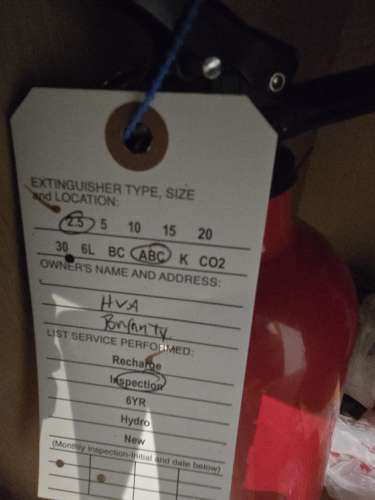 EXTINGUISHER TYPE, SIZE
and LOCATION:
2.5 5 10 15 20
30 6L BC ABC K CO2
OWNER'S NAME AND ADDRESS:
HVA
LIST SERVICE PERFORMED:
Recharge
Inspection
6YR
Hydro
New
(Monthly Inspection-Initial and date below)